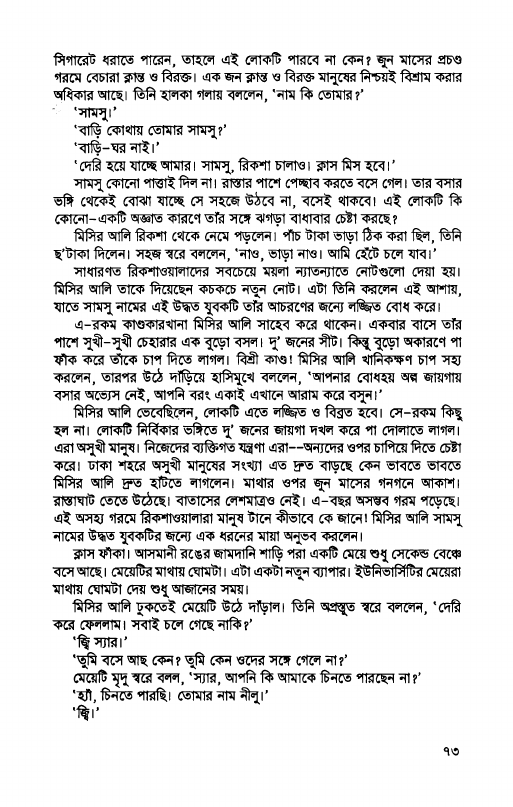 সিগারেট ধরাতে পারেন, তাহলে এই লোকটি পারবে না কেন? জুন মাসের প্রচণ্ড
গরমে বেচারা ক্লান্ত ও বিরক্ত। এক জন ক্লান্ত ও বিরক্ত মানুষের নিশ্চয়ই বিশ্রাম করার
অধিকার আছে। তিনি হালকা গলায় বললেন, ‘নাম কি তোমার?’
‘সামসু।’
‘বাড়ি কোথায় তোমার সামসু?’
‘বাড়ি-ঘর নাই।’
‘দেরি হয়ে যাচ্ছে আমার। সামসু, রিকশা চালাও। ক্লাস মিস হবে।’
সামসু কোনো পাত্তাই দিল না। রাস্তার পাশে পেচ্ছাব করতে বসে গেল। তার বসার
ভঙ্গি থেকেই বোঝা যাচ্ছে সে সহজে উঠবে না, বসেই থাকবে। এই লোকটি কি
কোনো-একটি অজ্ঞাত কারণে তাঁর সঙ্গে ঝগড়া বাধাবার চেষ্টা করছে?
মিসির আলি রিকশা থেকে নেমে পড়লেন। পাঁচ টাকা ভাড়া ঠিক করা ছিল, তিনি
ছ’টাকা দিলেন। সহজ স্বরে বললেন, ‘নাও, ভাড়া নাও। আমি হেঁটে চলে যাব।’
সাধারণত রিকশাওয়ালাদের সবচেয়ে ময়লা ন্যাতন্যাতে নোটগুলো দেয়া হয়।
মিসির আলি তাকে দিয়েছেন কচকচে নতুন নোট। এটা তিনি করলেন এই আশায়,
যাতে সামসু নামের এই উদ্ধত যুবকটি তাঁর আচরণের জন্যে লজ্জিত বোধ করে।
এ-রকম কাণ্ডকারখানা মিসির আলি সাহেব করে থাকেন। একবার বাসে তাঁর
পাশে সুখী-সুখী চেহারার এক বুড়ো বসল। দু’ জনের সীট। কিন্তু বুড়ো অকারণে পা
ফাঁক করে তাঁকে চাপ দিতে লাগল। বিশ্রী কাণ্ড! মিসির আলি খানিকক্ষণ চাপ সহ্য
করলেন, তারপর উঠে দাঁড়িয়ে হাসিমুখে বললেন, ‘আপনার বোধহয় অল্প জায়গায়
বসার অভ্যেস নেই, আপনি বরং একাই এখানে আরাম করে বসুন।’
মিসির আলি ভেবেছিলেন, লোকটি এতে লজ্জিত ও বিব্রত হবে। সে-রকম কিছু
হল না। লোকটি নির্বিকার ভঙ্গিতে দু’ জনের জায়গা দখল করে পা দোলাতে লাগল।
এরা অসুখী মানুষ। নিজেদের ব্যক্তিগত যন্ত্রণা এরা--অন্যদের ওপর চাপিয়ে দিতে চেষ্টা
করে। ঢাকা শহরে অসুখী মানুষের সংখ্যা এত দ্রুত বাড়ছে কেন ভাবতে ভাবতে
মিসির আলি দ্রুত হাঁটতে লাগলেন। মাথার ওপর জুন মাসের গনগনে আকাশ।
রাস্তাঘাট তেতে উঠেছে। বাতাসের লেশমাত্রও নেই। এ-বছর অসম্ভব গরম পড়েছে।
এই অসহ্য গরমে রিকশাওয়ালারা মানুষ টানে কীভাবে কে জানে! মিসির আলি সামসু
নামের উদ্ধত যুবকটির জন্যে এক ধরনের মায়া অনুভব করলেন।
ক্লাস ফাঁকা। আসমানী রঙের জামদানি শাড়ি পরা একটি মেয়ে শুধু সেকেন্ড বেঞ্চে
বসে আছে। মেয়েটির মাথায় ঘোমটা। এটা একটা নতুন ব্যাপার। ইউনিভার্সিটির মেয়েরা
মাথায় ঘোমটা দেয় শুধু আজানের সময়।
মিসির আলি ঢুকতেই মেয়েটি উঠে দাঁড়াল। তিনি অপ্রস্তুত স্বরে বললেন, ‘দেরি
করে ফেললাম। সবাই চলে গেছে নাকি?’
‘জ্বি স্যার।’
‘তুমি বসে আছ কেন? তুমি কেন ওদের সঙ্গে গেলে না?’
মেয়েটি মৃদু স্বরে বলল, ‘স্যার, আপনি কি আমাকে চিনতে পারছেন না?’
‘হ্যাঁ, চিনতে পারছি। তোমার নাম নীলু।’
‘জ্বি।’
৭৩